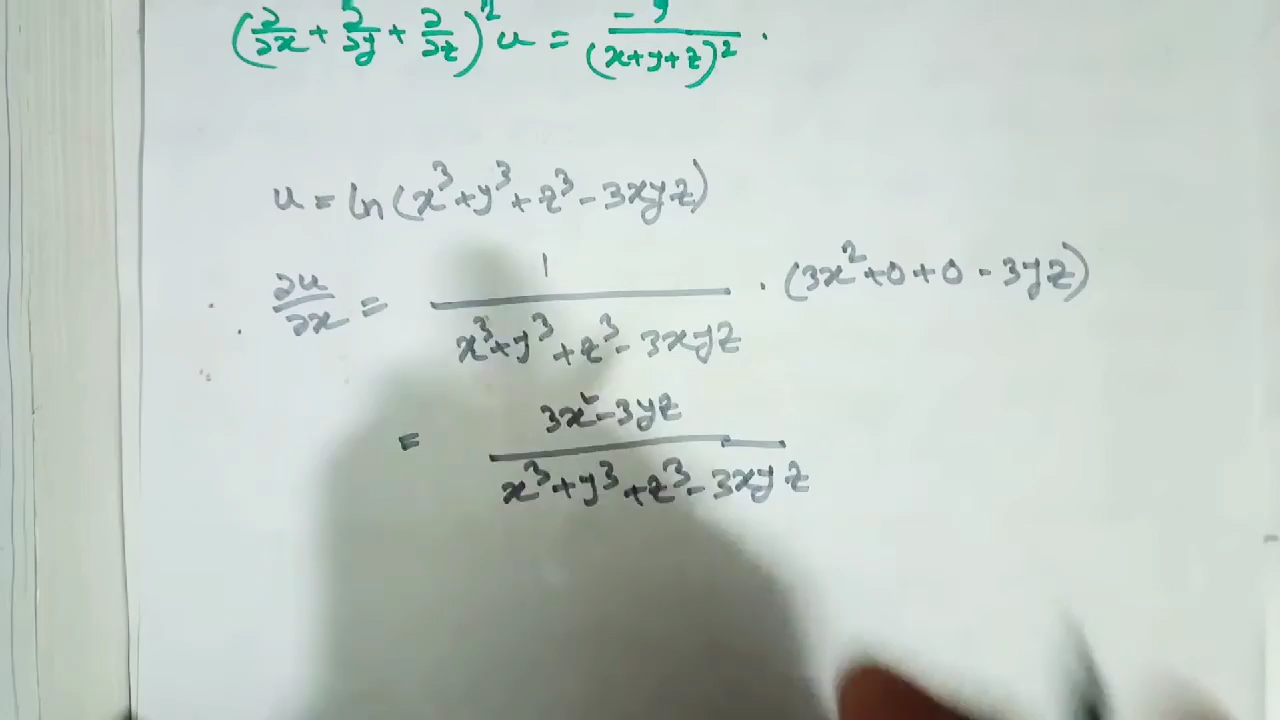 (∂/∂x + ∂/∂y + ∂/∂z)² u = -9/(x+y+z)² .
u = ln(x³+y³+z³-3xyz)
∂u/∂x = 1/(x³+y³+z³-3xyz) . (3x²+0+0-3yz)
= (3x²-3yz)/(x³+y³+z³-3xyz)